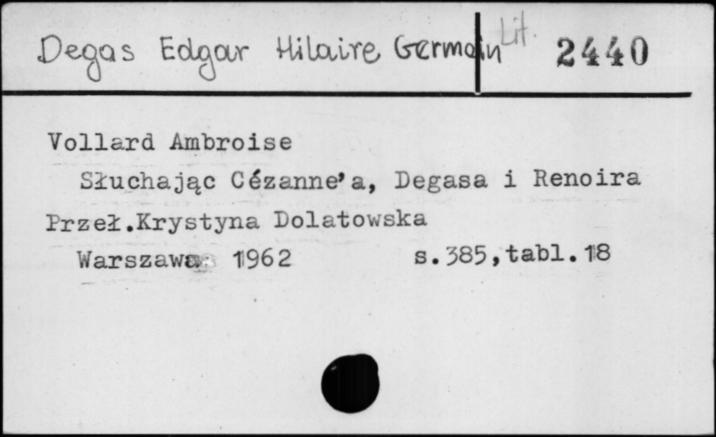 Degas Edgar Hilaire Germain Lit. 2440
Vollard Ambroise
Słuchając Cézanne'a, Degasa i Renoira
Przeł.Krystyna Dolatowska
Warszawa 1962 s.385,tabl.18